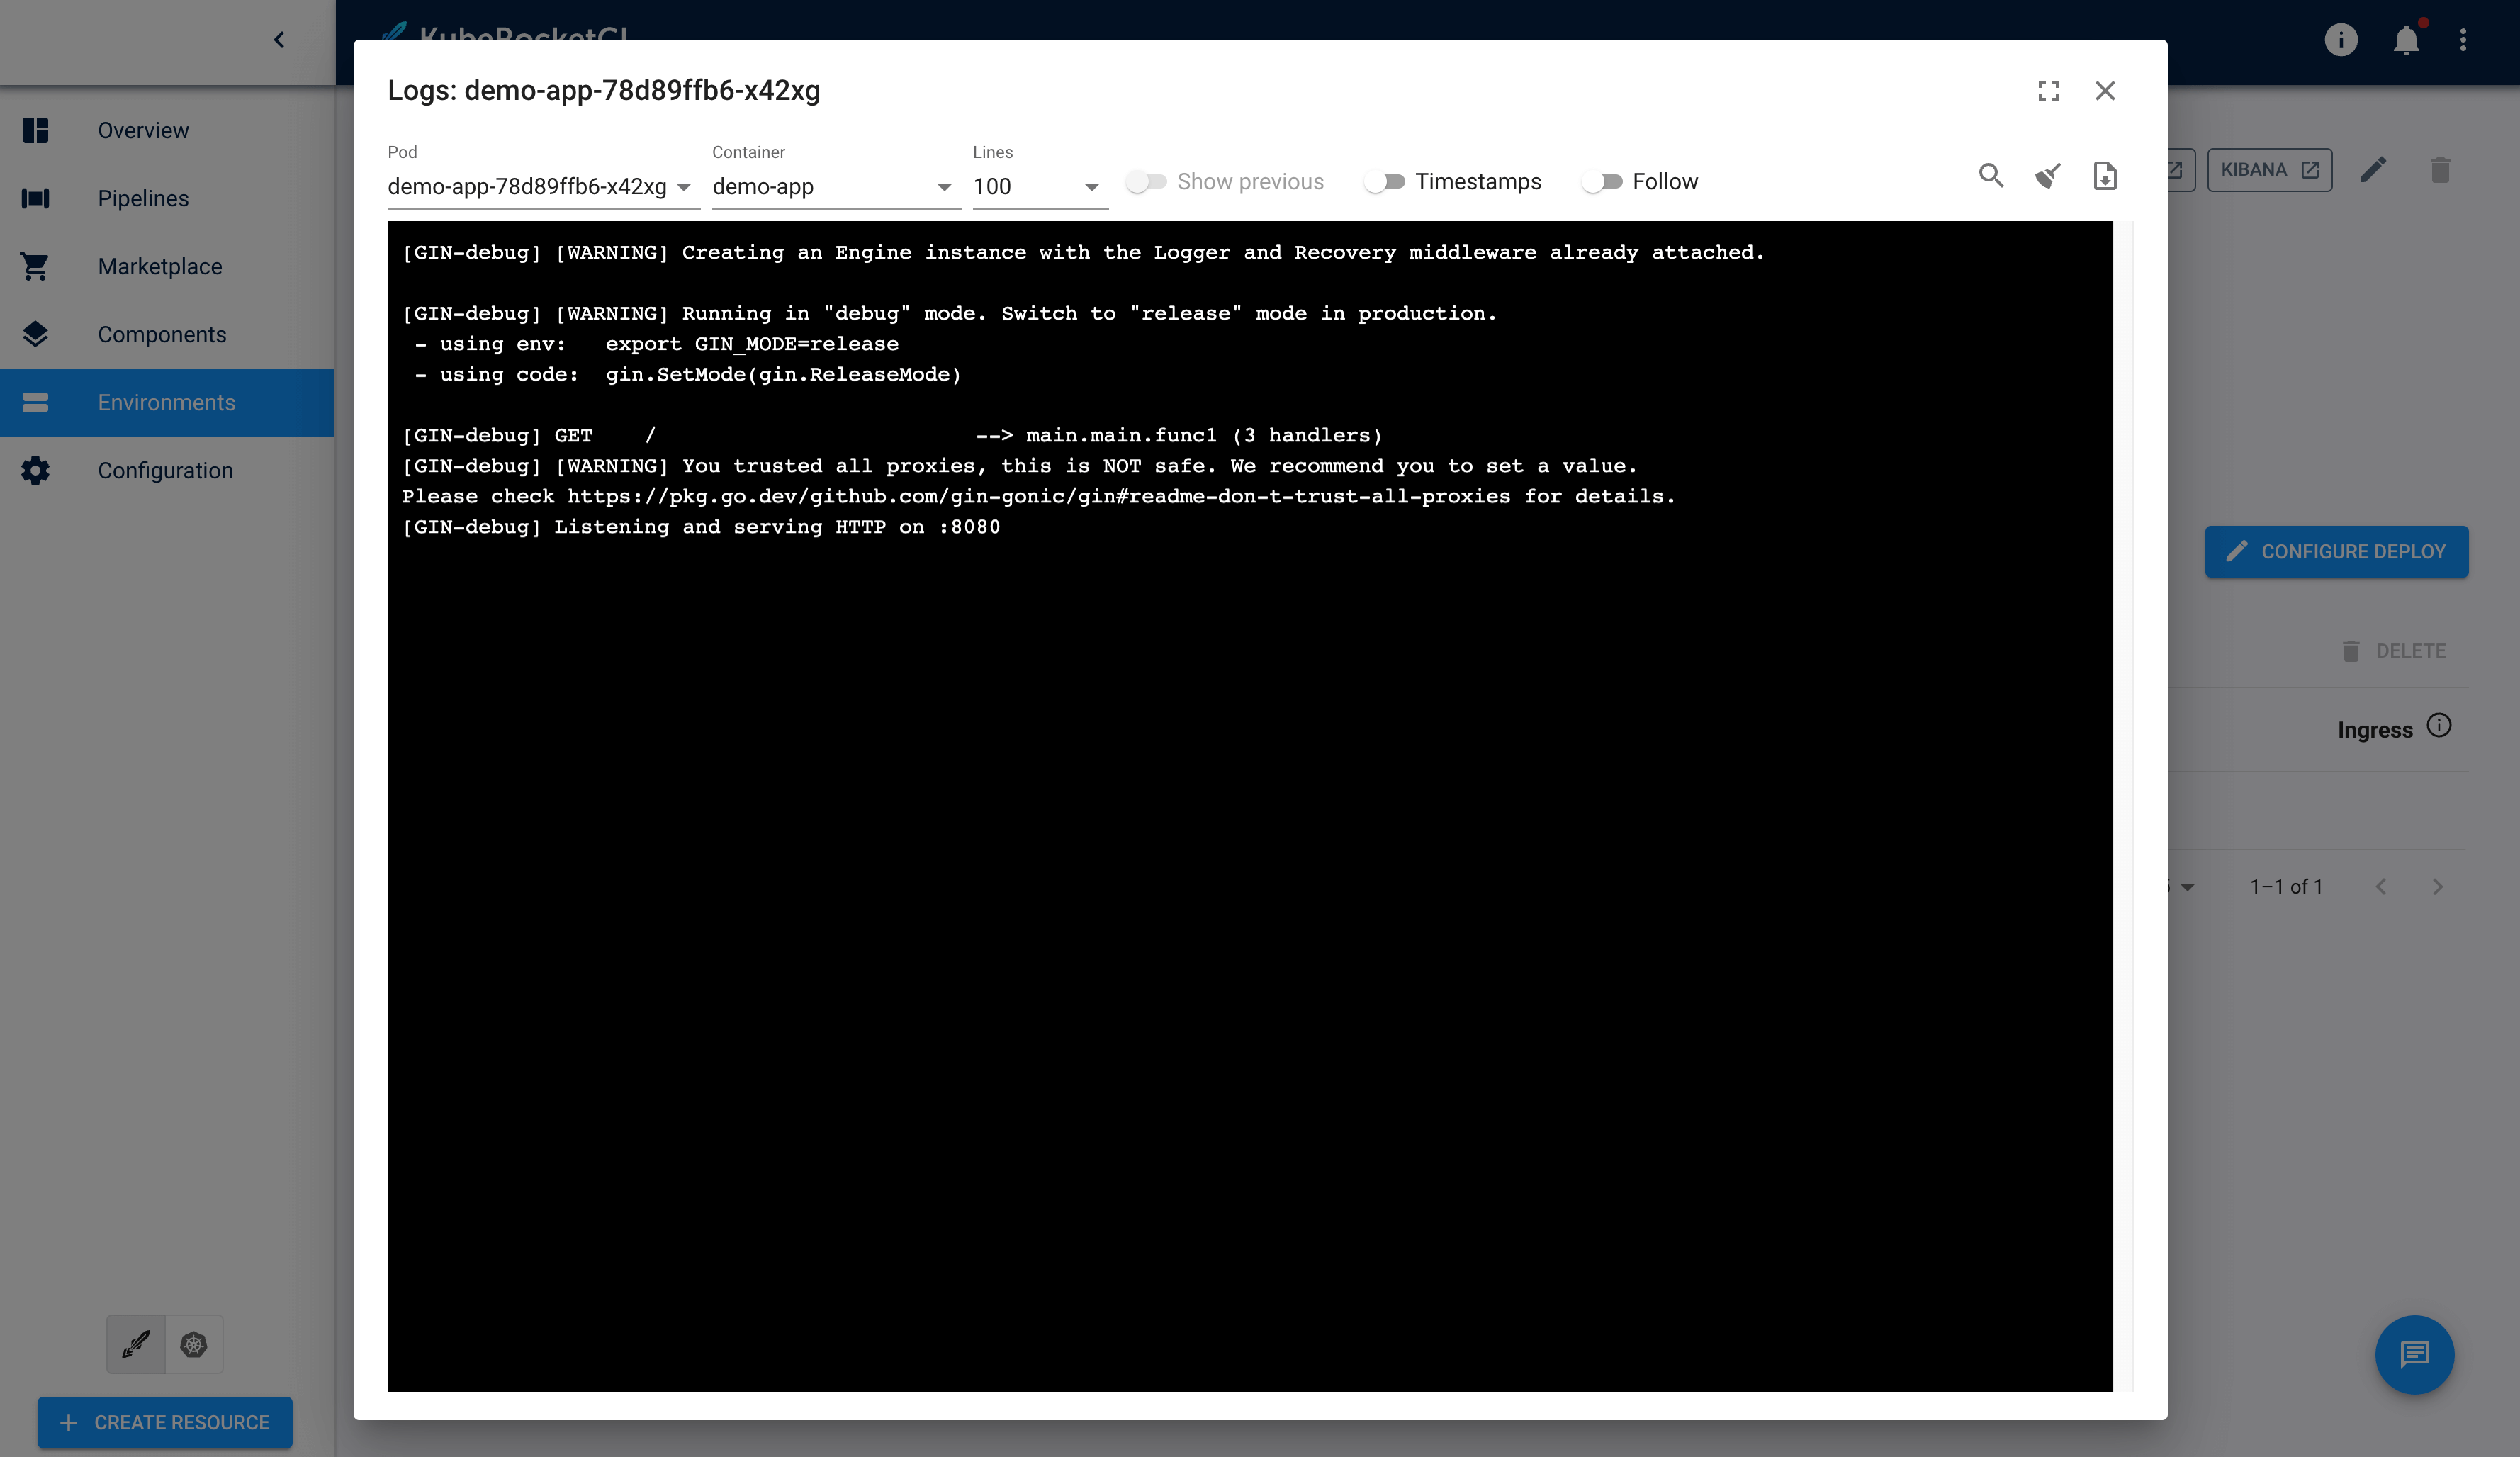 KubeRocketCI
Logs: demo-app-78d89ffb6-x42xg
Overview
Pipelines
Marketplace
Components
Environments
Configuration
CREATE RESOURCE
Pod
demo-app-78d89ffb6-x42xg
Container
demo-app
Lines
100
Show previous
Timestamps
Follow
[GIN-debug] [WARNING] Creating an Engine instance with the Logger and Recovery middleware already attached.
[GIN-debug] [WARNING] Running in "debug" mode. Switch to "release" mode in production.
 - using env:   export GIN_MODE=release
 - using code:  gin.SetMode(gin.ReleaseMode)
[GIN-debug] GET    /                         --> main.main.func1 (3 handlers)
[GIN-debug] [WARNING] You trusted all proxies, this is NOT safe. We recommend you to set a value.
Please check https://pkg.go.dev/github.com/gin-gonic/gin#readme-don-t-trust-all-proxies for details.
[GIN-debug] Listening and serving HTTP on :8080
KIBANA
CONFIGURE DEPLOY
DELETE
Ingress
1–1 of 1